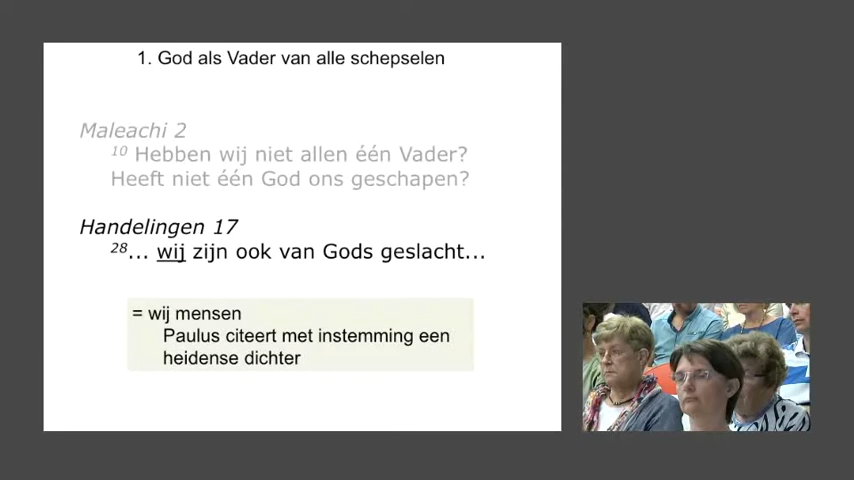 1. God als Vader van alle schepselen
Maleachi 2
10 Hebben wij niet allen één Vader?
Heeft niet één God ons geschapen?
Handelingen 17
28... wij zijn ook van Gods geslacht...
= wij mensen
Paulus citeert met instemming een
heidense dichter